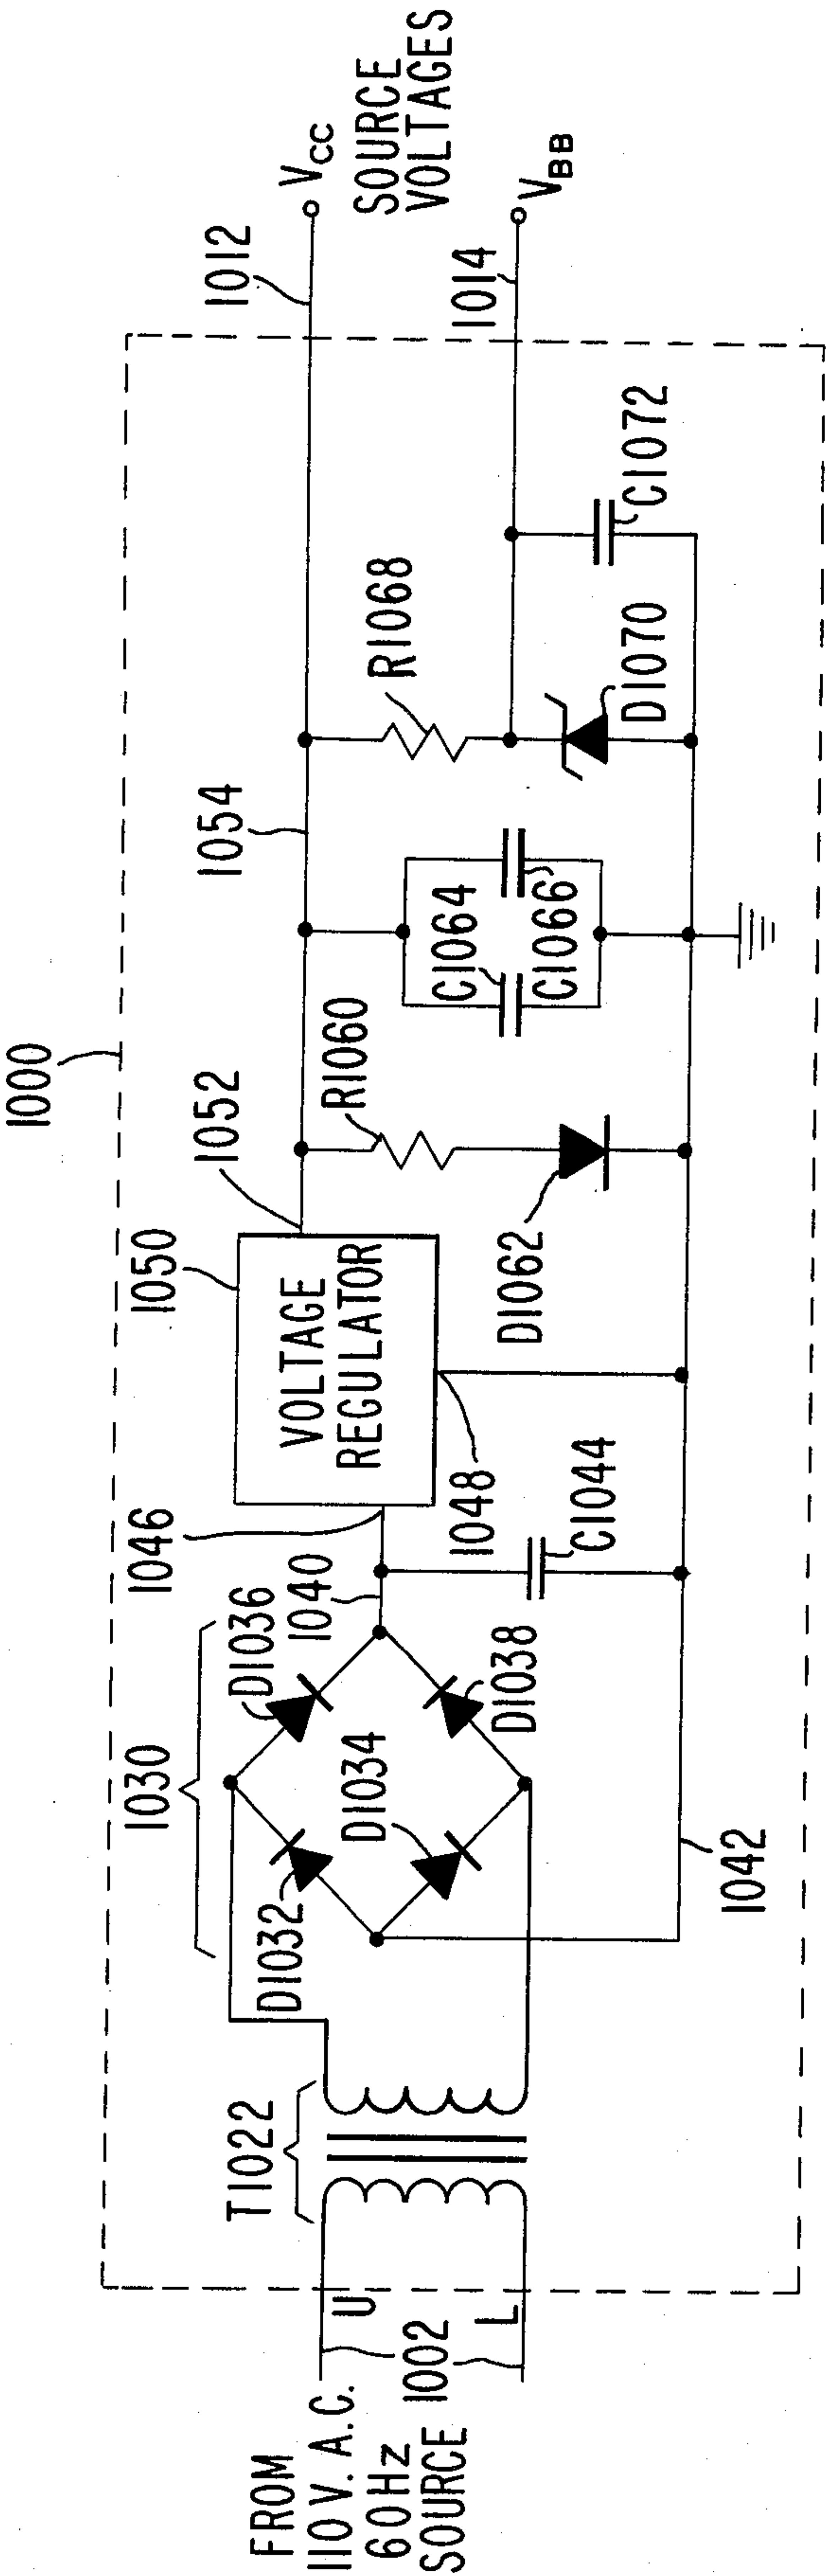 1000
FROM
110 V. A. C.
60Hz
SOURCE
1002
U
L
T1022
1030
D1032
D1034
D1036
D1038
1040
1042
1046
C1044
1048
1050
VOLTAGE
REGULATOR
1052
R1060
D1062
1054
C1064
C1066
R1068
D1070
C1072
1012
VCC
SOURCE
VOLTAGES
1014
VBB